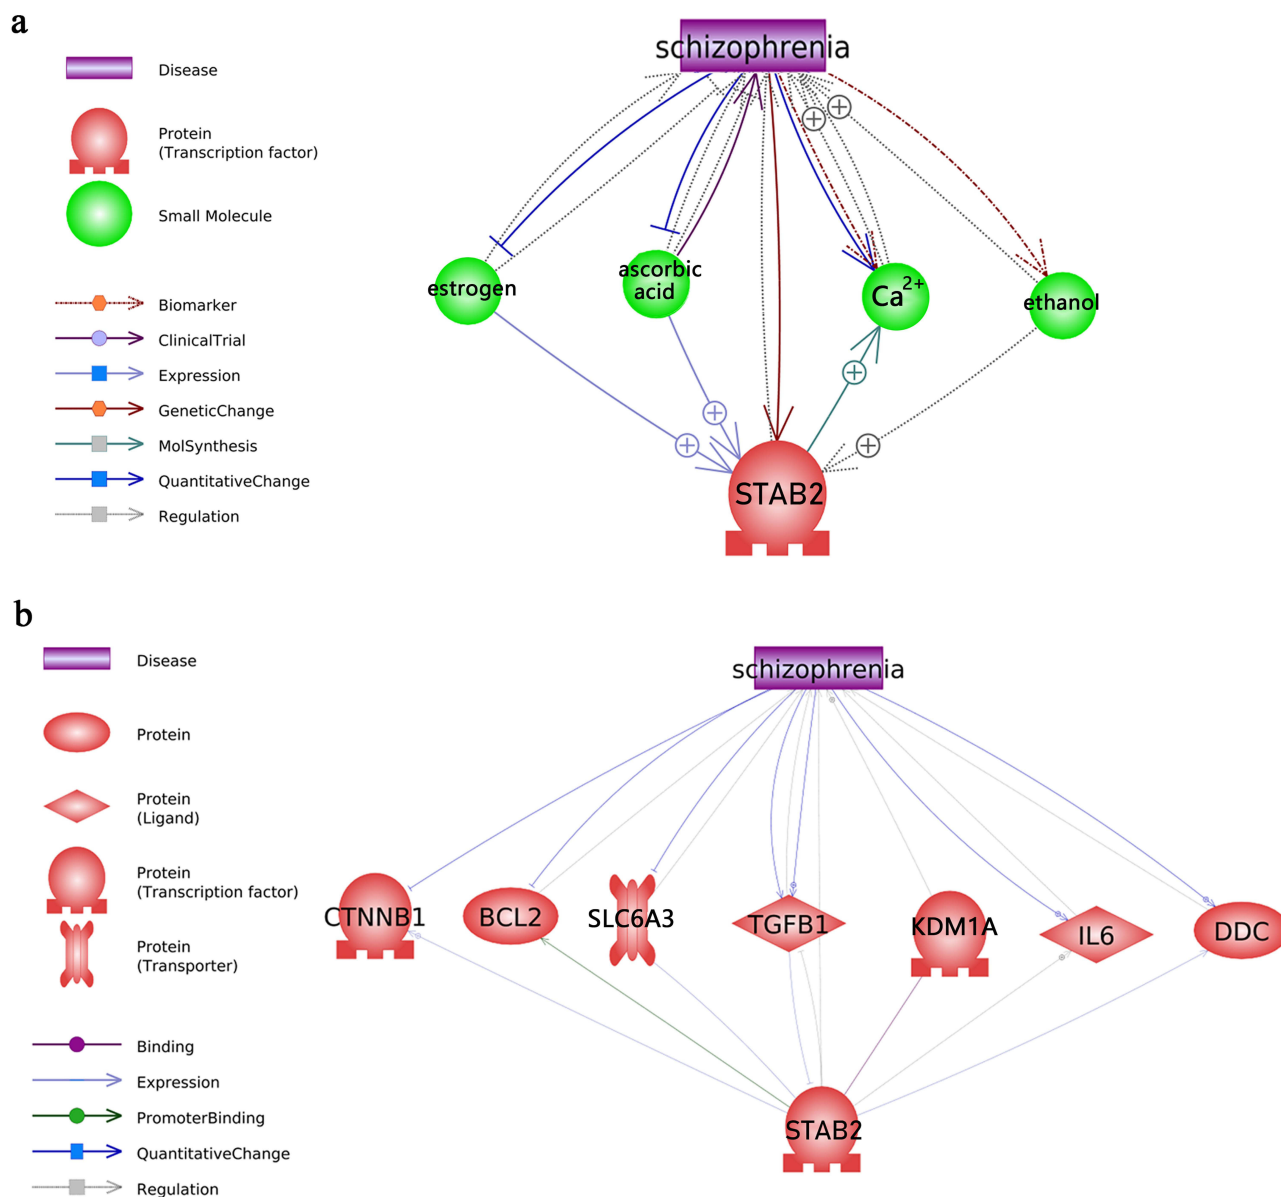 a
schizophrenia
Disease
Protein
(Transcription factor)
Small Molecule
Biomarker
ClinicalTrial
Expression
GeneticChange
MolSynthesis
QuantitativeChange
Regulation
estrogen
ascorbic
acid
Ca2+
ethanol
STAB2
b
schizophrenia
Disease
Protein
Protein
(Ligand)
Protein
(Transcription factor)
Protein
(Transporter)
Binding
Expression
PromoterBinding
QuantitativeChange
Regulation
CTNNB1
BCL2
SLC6A3
TGFB1
KDM1A
IL6
DDC
STAB2